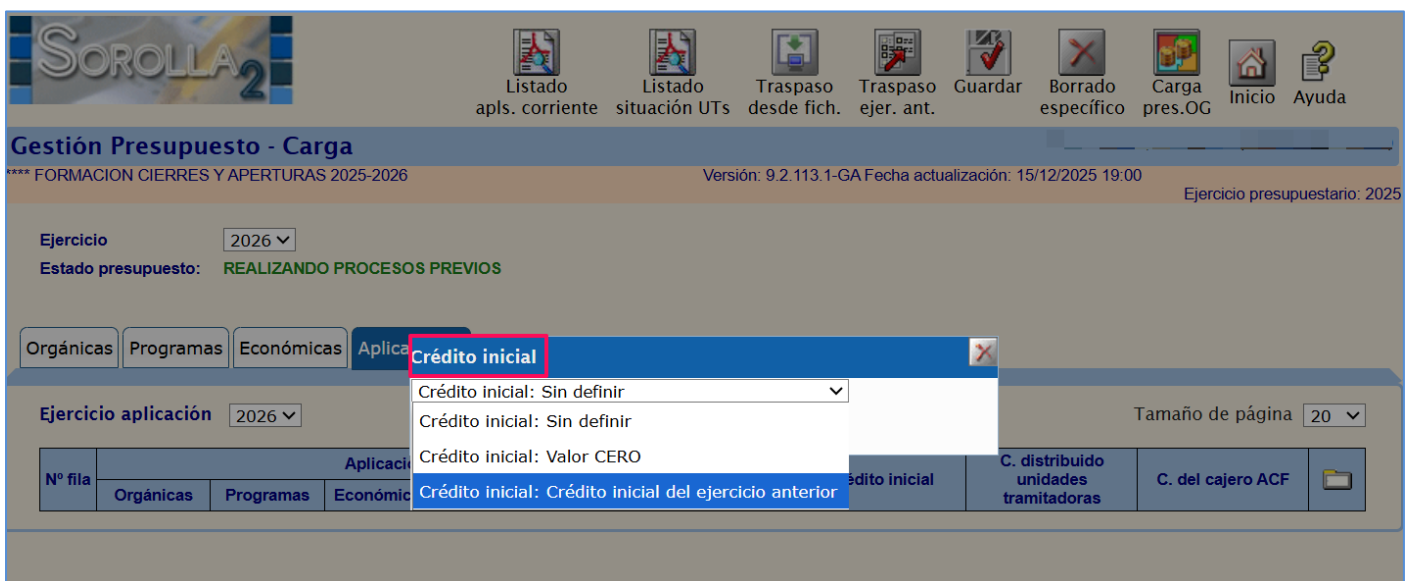 SOROLLA2
Listado apls. corriente
Listado situación UTs
Traspaso desde fich.
Traspaso ejer. ant.
Guardar
Borrado específico
Carga pres.OG
Inicio
Ayuda
Gestión Presupuesto - Carga
**** FORMACION CIERRES Y APERTURAS 2025-2026
Versión: 9.2.113.1-GA Fecha actualización: 15/12/2025 19:00
Ejercicio presupuestario: 2025
Ejercicio 2026
Estado presupuesto: REALIZANDO PROCESOS PREVIOS
Orgánicas Programas Económicas Aplica
Crédito inicial
Crédito inicial: Sin definir
Crédito inicial: Sin definir
Crédito inicial: Valor CERO
Crédito inicial: Crédito inicial del ejercicio anterior
Ejercicio aplicación 2026
Tamaño de página 20
Nº fila
Aplicaci
Orgánicas Programas Económic
édito inicial
C. distribuido
unidades
tramitadoras
C. del cajero ACF